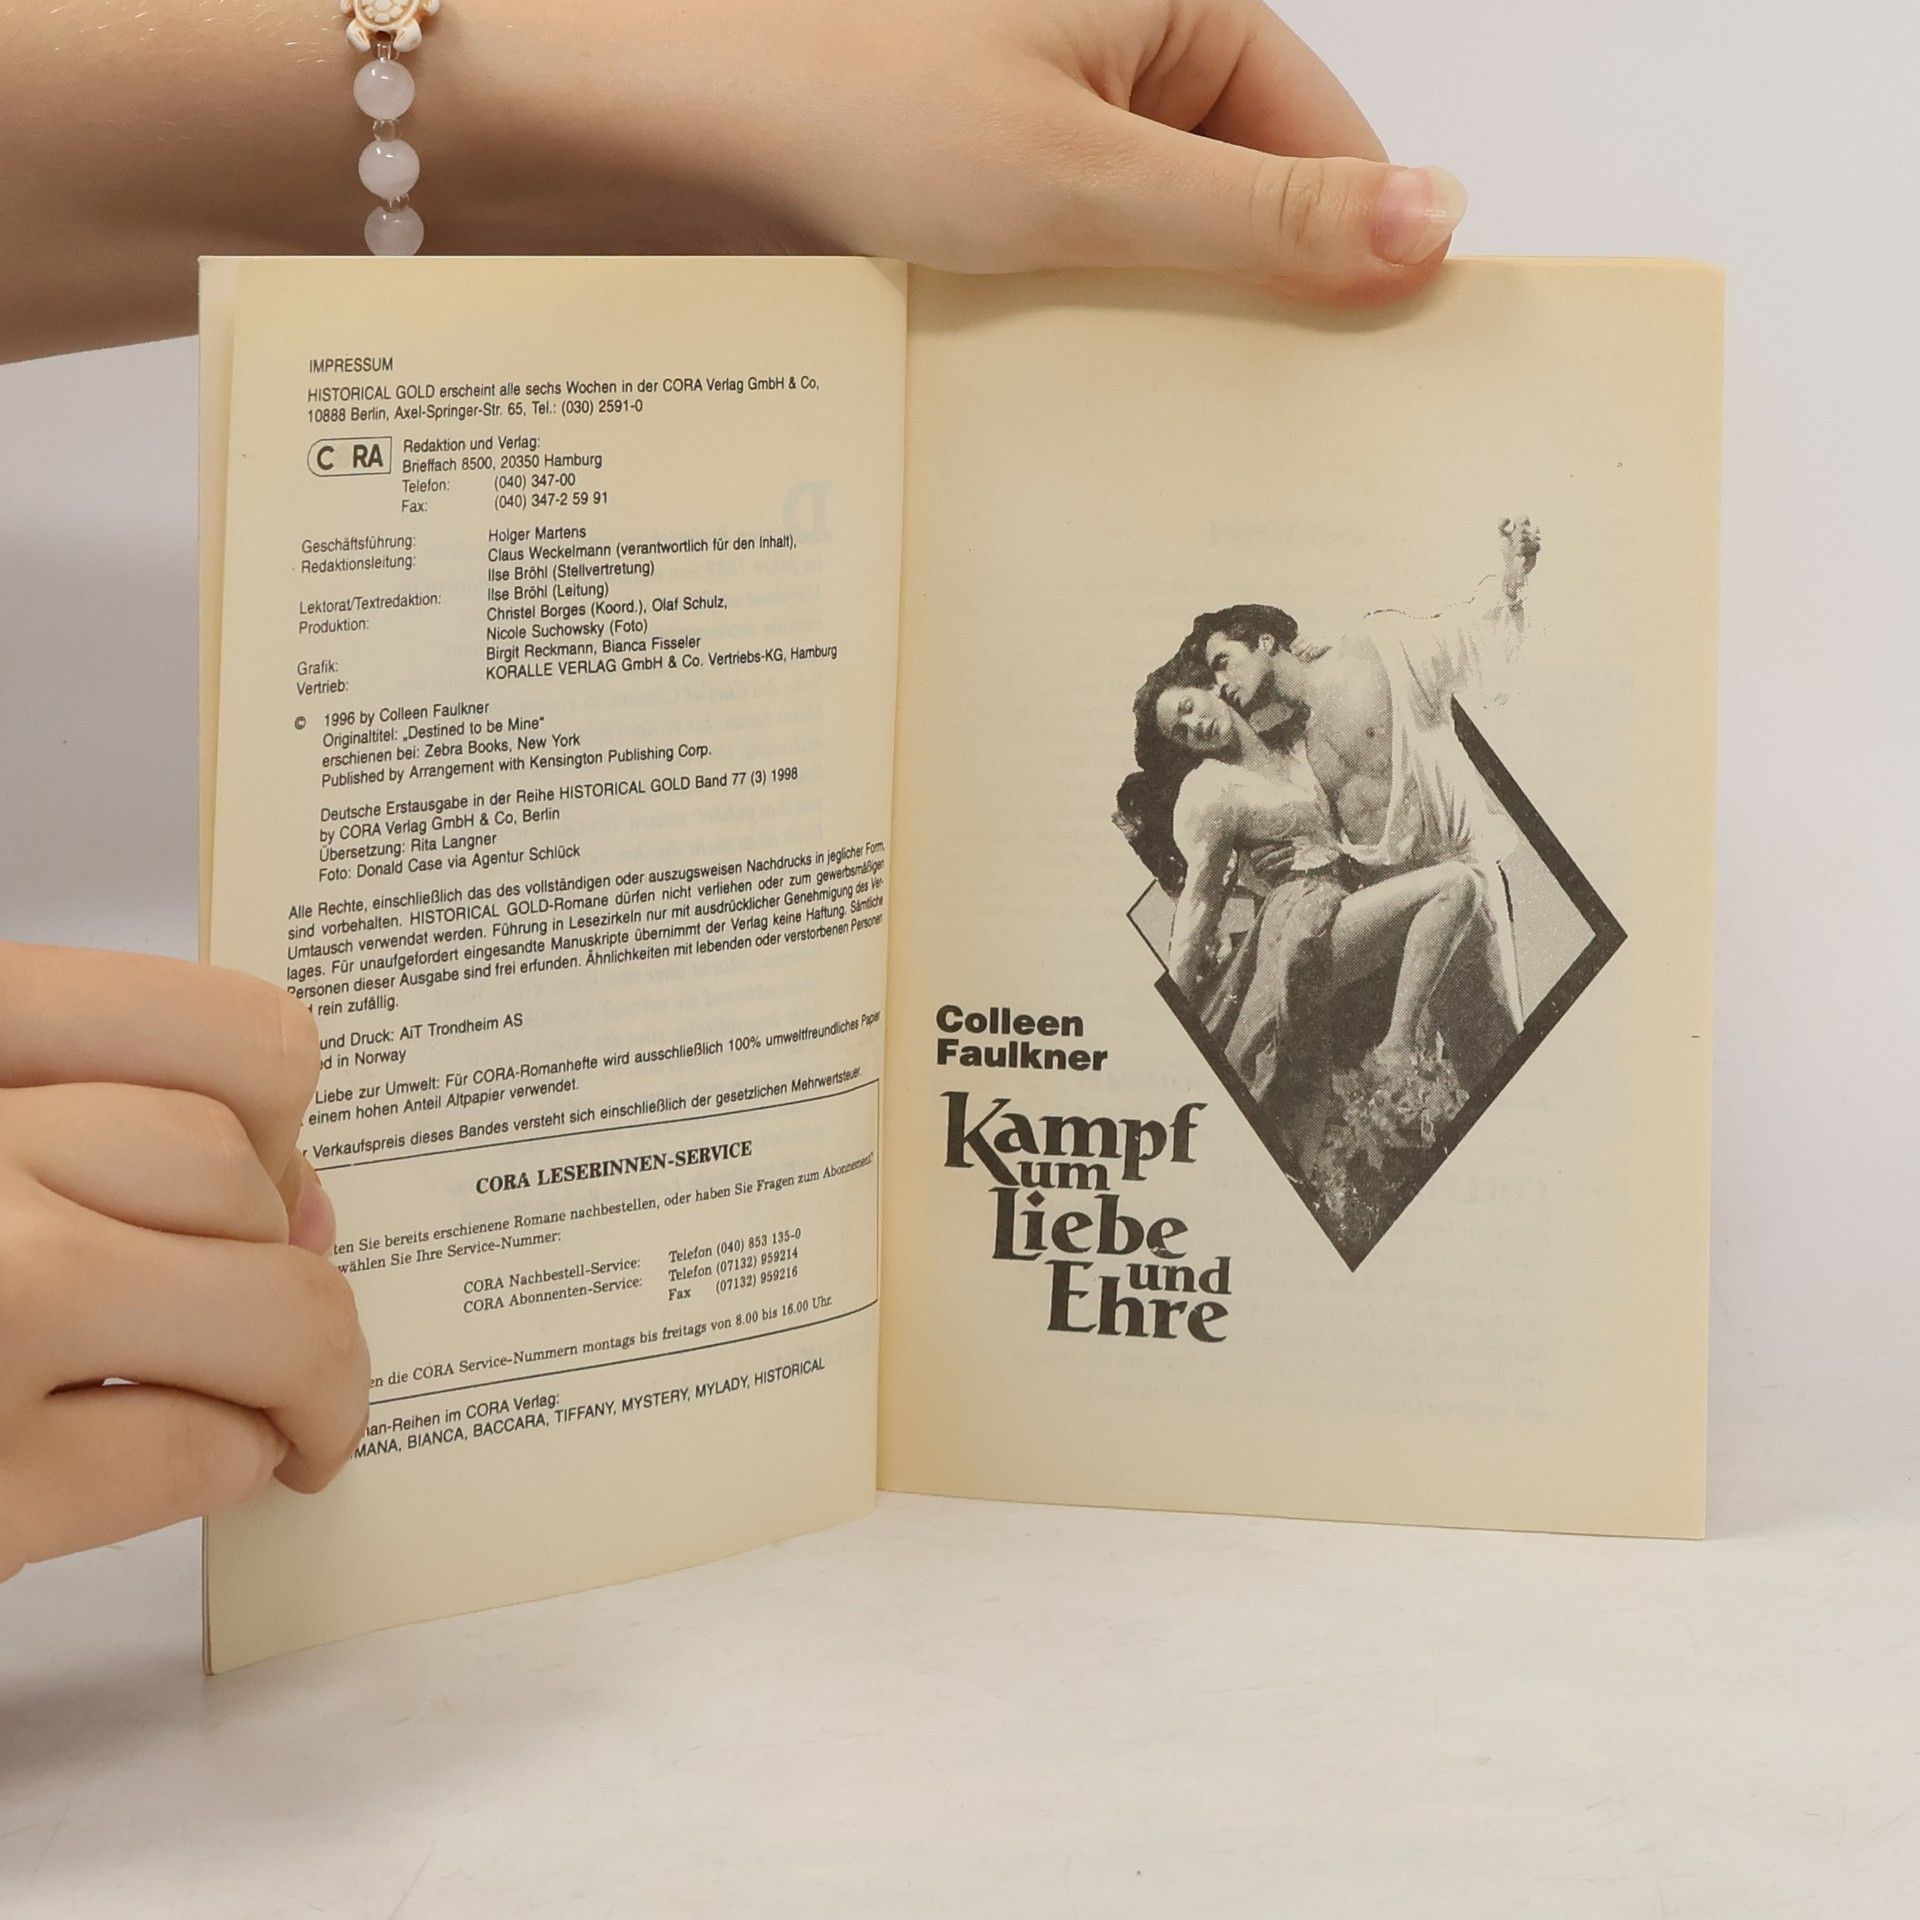 IMPRESSUM
HISTORICAL GOLD erscheint alle sechs Wochen in der CORA Verlag GmbH & Co,
10888 Berlin, Axel-Springer-Str. 65, Tel.: (030) 2591-0
C RA
Redaktion und Verlag:
Brieffach 8500, 20350 Hamburg
Telefon: (040) 347-00
Fax: (040) 347-2 59 91
Geschäftsführung: Holger Martens
Redaktionsleitung: Claus Weckelmann (verantwortlich für den Inhalt),
Ilse Bröhl (Stellvertretung)
Lektorat/Textredaktion: Ilse Bröhl (Leitung)
Produktion: Christel Borges (Koord.), Olaf Schulz,
Nicole Suchowsky (Foto)
Grafik: Birgit Reckmann, Bianca Fisseler
Vertrieb: KORALLE VERLAG GmbH & Co. Vertriebs-KG, Hamburg
© 1996 by Colleen Faulkner
Originaltitel: „Destined to be Mine“
erschienen bei: Zebra Books, New York
Published by Arrangement with Kensington Publishing Corp.
Deutsche Erstausgabe in der Reihe HISTORICAL GOLD Band 77 (3) 1998
by CORA Verlag GmbH & Co, Berlin
Übersetzung: Rita Langner
Foto: Donald Case via Agentur Schlück
Alle Rechte, einschließlich das des vollständigen oder auszugsweisen Nachdrucks in jeglicher Form,
sind vorbehalten. HISTORICAL GOLD-Romane dürfen nicht verliehen oder zum gewerbsmäßigen
Umtausch verwendat werden. Führung in Lesezirkeln nur mit ausdrücklicher Genehmigung des Ver-
lages. Für unaufgefordert eingesandte Manuskripte übernimmt der Verlag keine Haftung. Sämtliche
Personen dieser Ausgabe sind frei erfunden. Ähnlichkeiten mit lebenden oder verstorbenen Personen
rein zufällig.
und Druck: AiT Trondheim AS
in Norway
Liebe zur Umwelt: Für CORA-Romanhefte wird ausschließlich 100% umweltfreundliches Papier
einem hohen Anteil Altpapier verwendet.
Verkaufspreis dieses Bandes versteht sich einschließlich der gesetzlichen Mehrwertsteuer.
CORA LESERINNEN-SERVICE
ten Sie bereits erschienene Romane nachbestellen, oder haben Sie Fragen zum Abonnement?
wählen Sie Ihre Service-Nummer:
CORA Nachbestell-Service: Telefon (040) 853 135-0
CORA Abonnenten-Service: Telefon (07132) 959214
Fax (07132) 959216
en die CORA Service-Nummern montags bis freitags von 8.00 bis 16.00 Uhr.
an-Reihen im CORA Verlag:
MANA, BIANCA, BACCARA, TIFFANY, MYSTERY, MYLADY, HISTORICAL
Colleen
Faulkner
Kampf
um
Liebe
und
Ehre